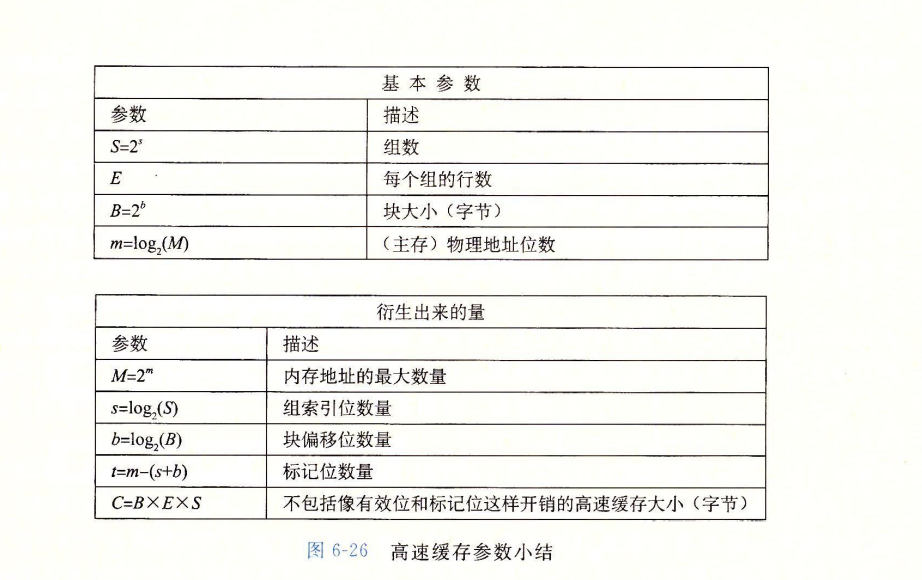 基本参数
参数 描述
S=2^s 组数
E 每个组的行数
B=2^b 块大小（字节）
m=log₂(M) （主存）物理地址位数
衍生出来的量
参数 描述
M=2^m 内存地址的最大数量
s=log₂(S) 组索引位数量
b=log₂(B) 块偏移位数量
t=m−(s+b) 标记位数量
C=B×E×S 不包括像有效位和标记位这样开销的高速缓存大小（字节）
图 6-26 高速缓存参数小结